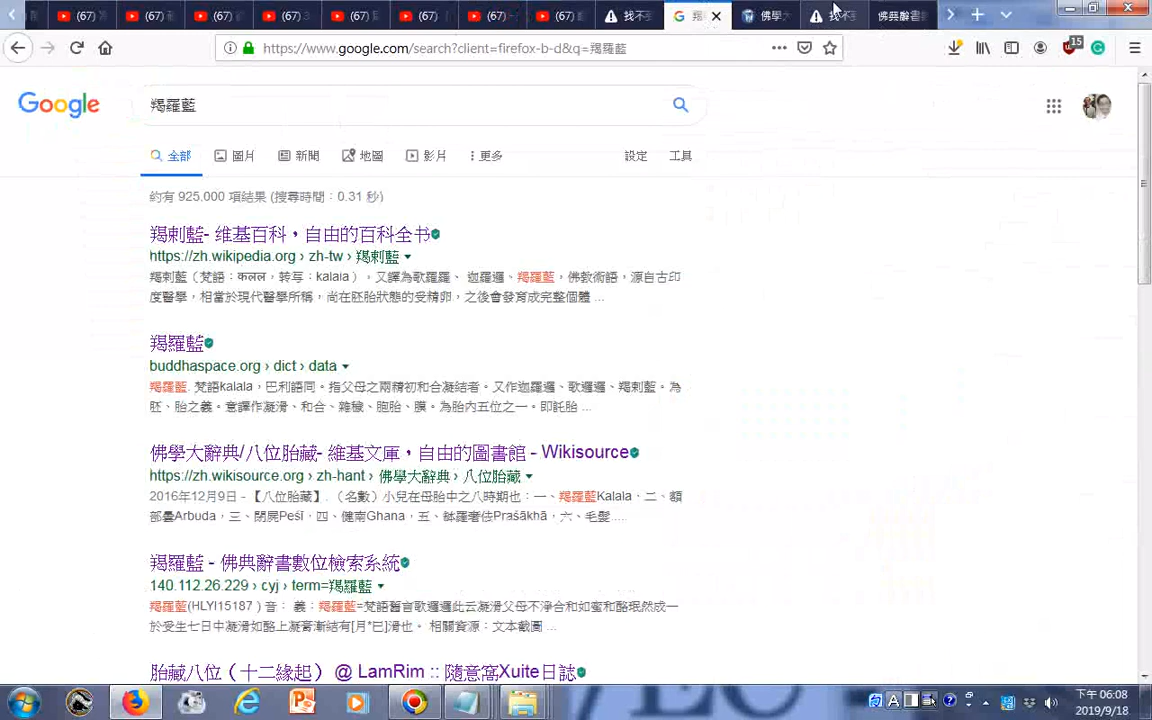 (67)
(67)
(67)
(67) 3
(67)
(67)
(67)
(67)
找不
佛學大
找不
佛典辭書
https://www.google.com/search?client=firefox-b-d&q=羯羅藍
15
Google
羯羅藍
全部 圖片 新聞 地圖 影片 更多 設定 工具
約有 925,000 項結果 (搜尋時間：0.31 秒)
羯剌藍- 維基百科，自由的百科全书
https://zh.wikipedia.org › zh-tw › 羯剌藍
羯剌藍（梵語：कलल，转写：kalala），又譯為歌羅羅、迦羅邏、羯羅藍，佛教術語，源自古印
度醫學，相當於現代醫學所稱，尚在胚胎狀態的受精卵，之後會發育成完整個體 ...
羯羅藍
buddhaspace.org › dict › data
羯羅藍. 梵語kalala，巴利語同。指父母之兩精初和合凝結者。又作迦羅邏、歌羅邏、羯剌藍。為
胚、胎之義。意譯作凝滑、和合、雜穢、胞胎、膜。為胎內五位之一。即託胎 ...
佛學大辭典/八位胎藏- 維基文庫，自由的圖書館 - Wikisource
https://zh.wikisource.org › zh-hant › 佛學大辭典 › 八位胎藏
2016年12月9日 - 【八位胎藏】. （名數）小兒在母胎中之八時期也：一、羯羅藍Kalala，二、額
部曇Arbuda，三、閉屍Peśī，四、健南Ghana，五、缽羅奢佉Praśākhā，六、毛髮 ....
羯羅藍 - 佛典辭書數位檢索系統
140.112.26.229 › cyj › term=羯羅藍
羯羅藍(HLYI15187 ) 音： 義：羯羅藍=梵語舊言歌邏邏此云凝滑父母不淨合和如蜜和酪泯然成一
於受生七日中凝滑如酪上凝膏漸結有[月*巳]滑也。 相關資源：文本截圖 ...
胎藏八位（十二緣起） @ LamRim :: 隨意窩Xuite日誌
A
下午 06:08
2019/9/18